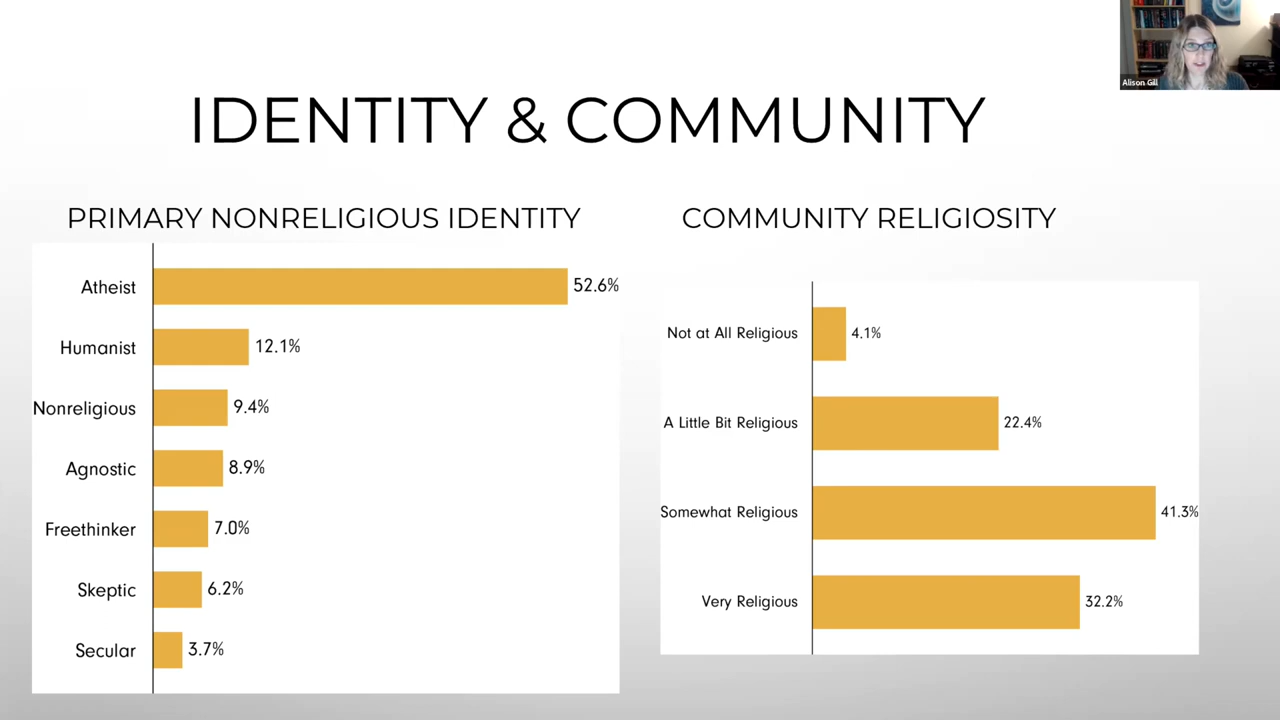 Alison Gill
IDENTITY & COMMUNITY
PRIMARY NONRELIGIOUS IDENTITY
Atheist 52.6%
Humanist 12.1%
Nonreligious 9.4%
Agnostic 8.9%
Freethinker 7.0%
Skeptic 6.2%
Secular 3.7%
COMMUNITY RELIGIOSITY
Not at All Religious 4.1%
A Little Bit Religious 22.4%
Somewhat Religious 41.3%
Very Religious 32.2%